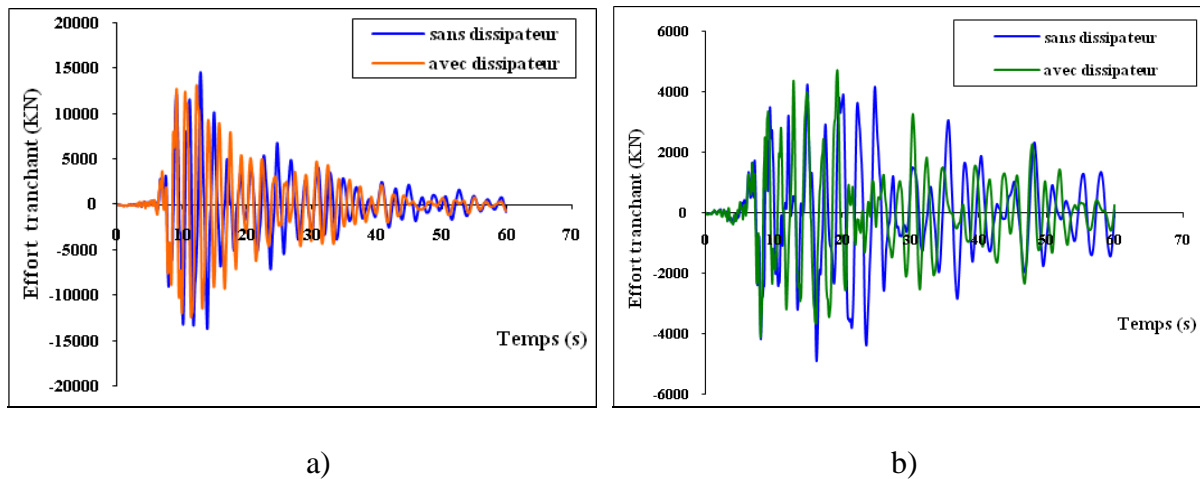 20000
15000
10000
5000
0
-5000
-10000
-15000
-20000
Effort tranchant (KN)
sans dissipateur
avec dissipateur
0 10 20 30 40 50 60 70
Temps (s)
a)
6000
4000
2000
0
-2000
-4000
-6000
Effort tranchant (KN)
sans dissipateur
avec dissipateur
0 10 20 30 40 50 60 70
Temps (s)
b)